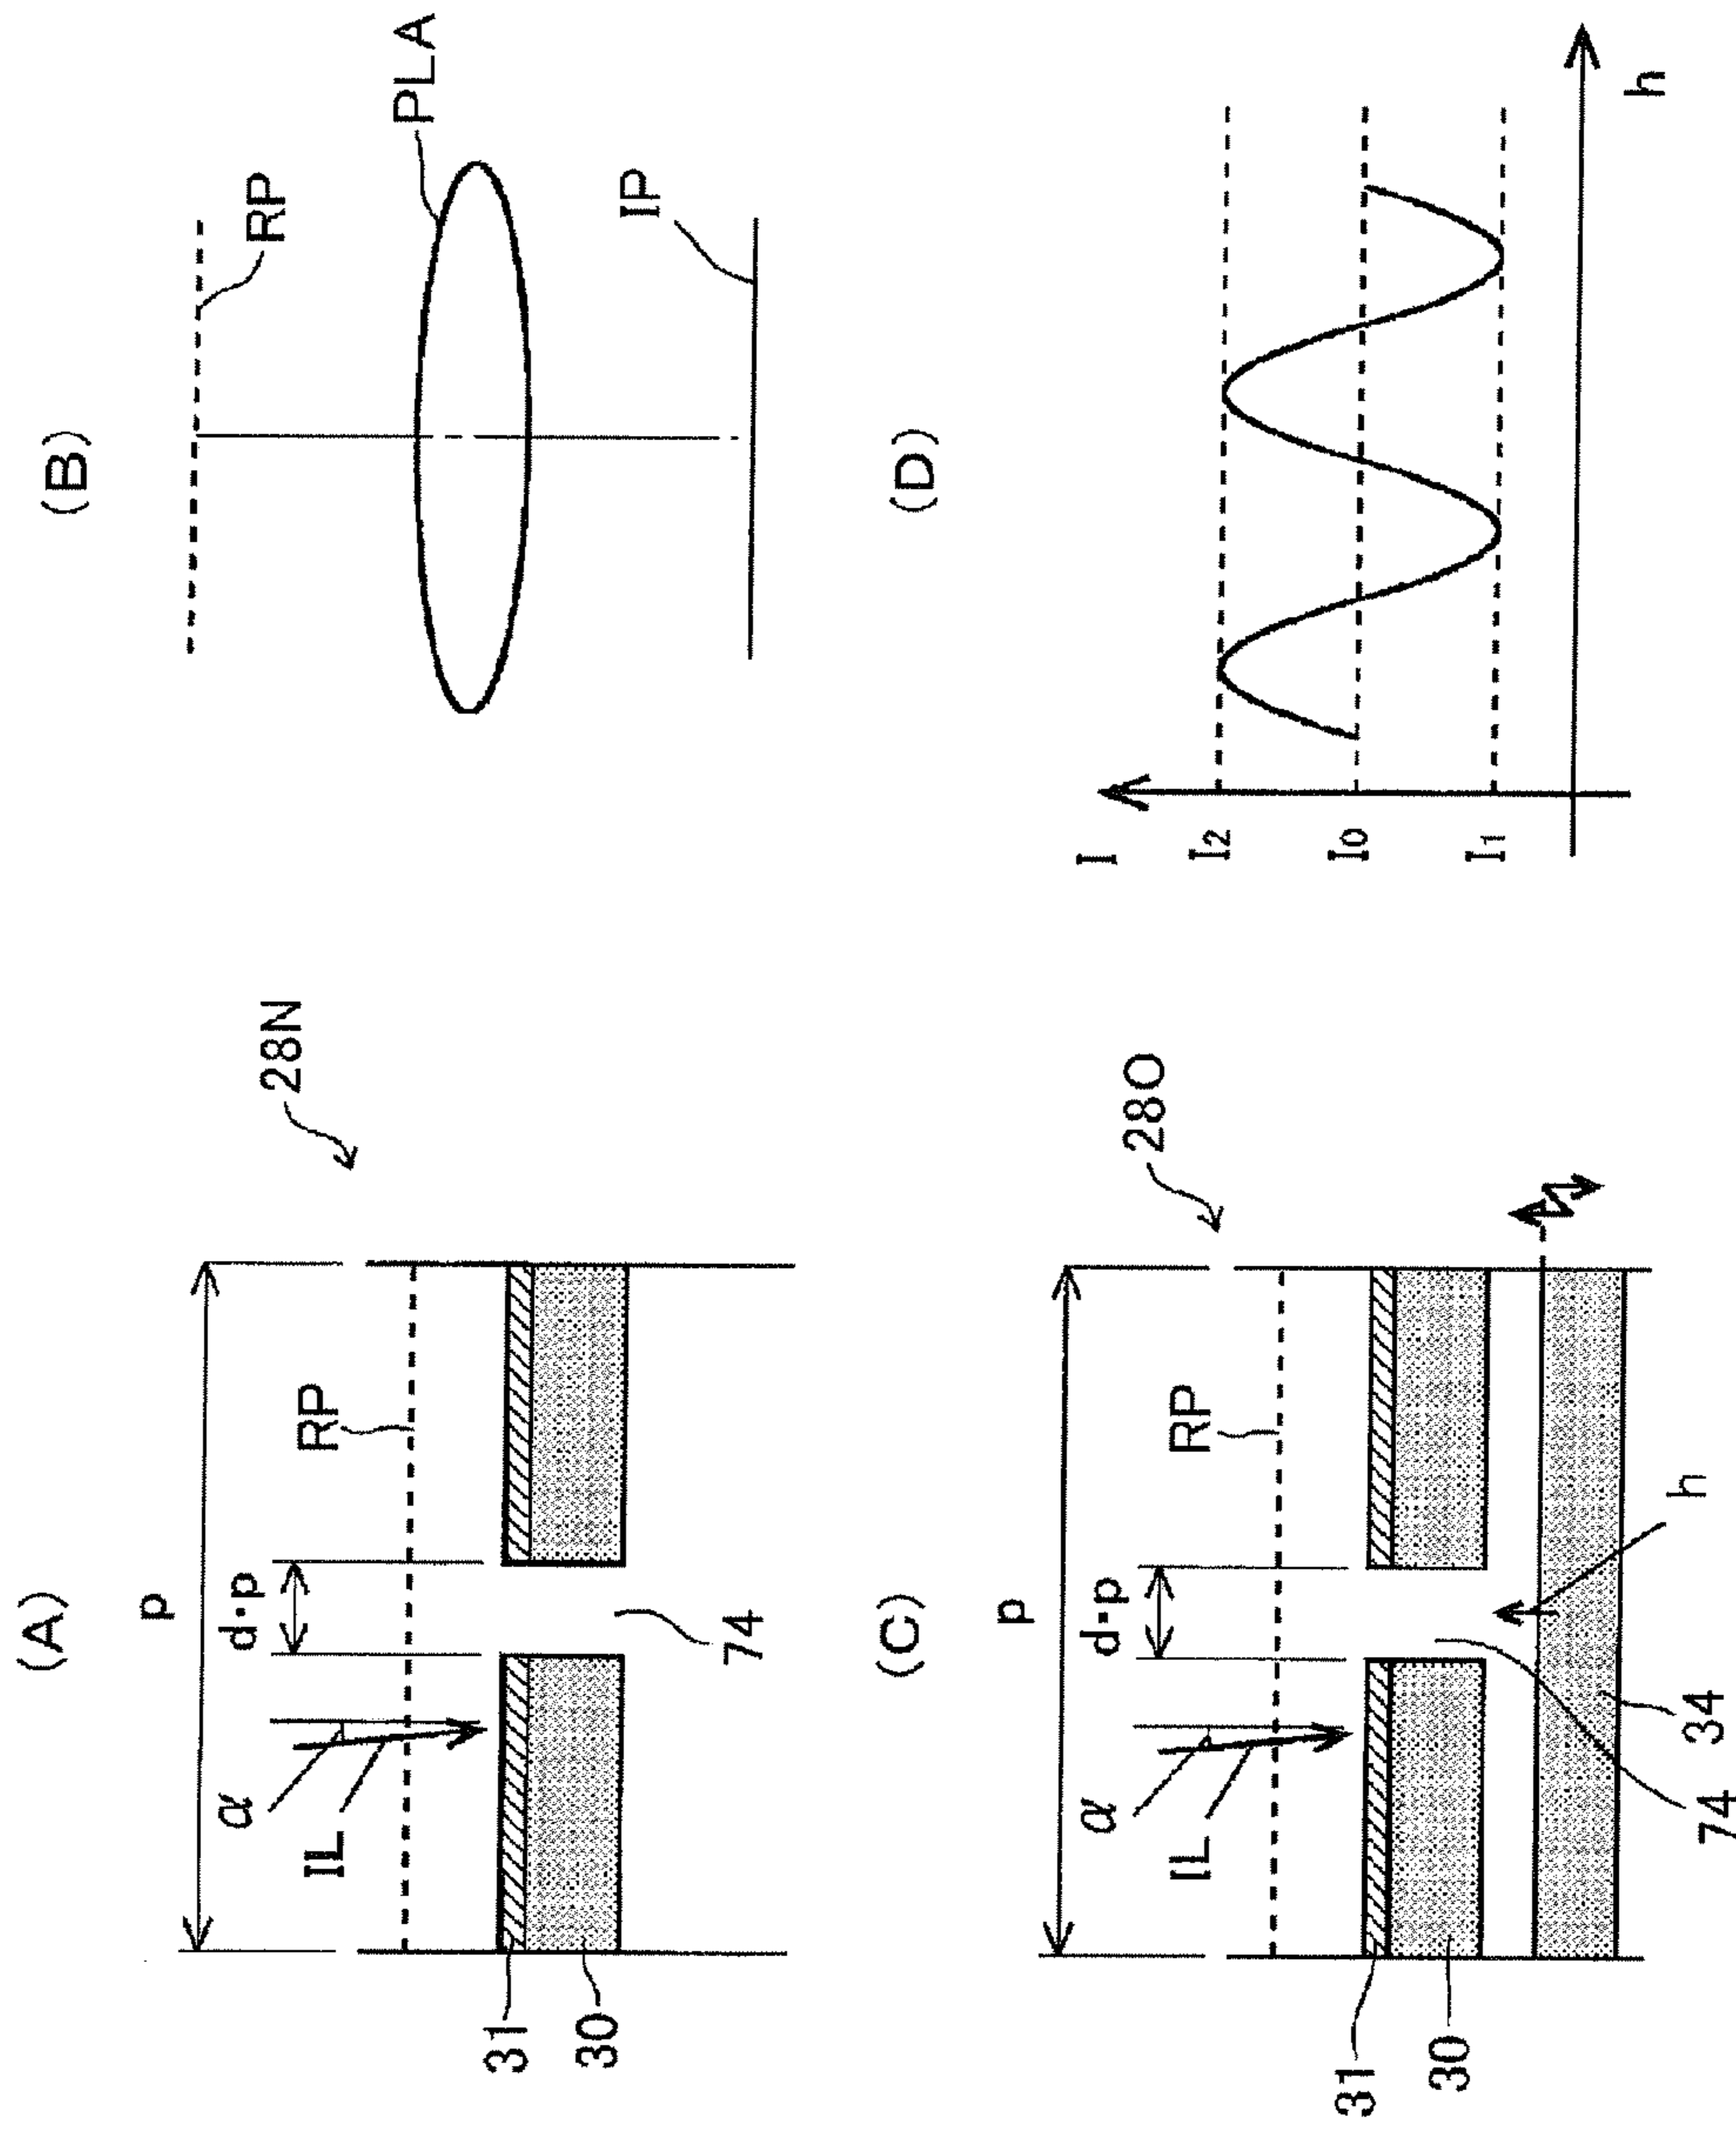 (A)
p
28N
d・p
RP
α
IL
31
30
74
(B)
RP
PLA
IP
(C)
p
28O
d・p
RP
α
IL
h
31
30
74
34
(D)
I
I2
I0
I1
h